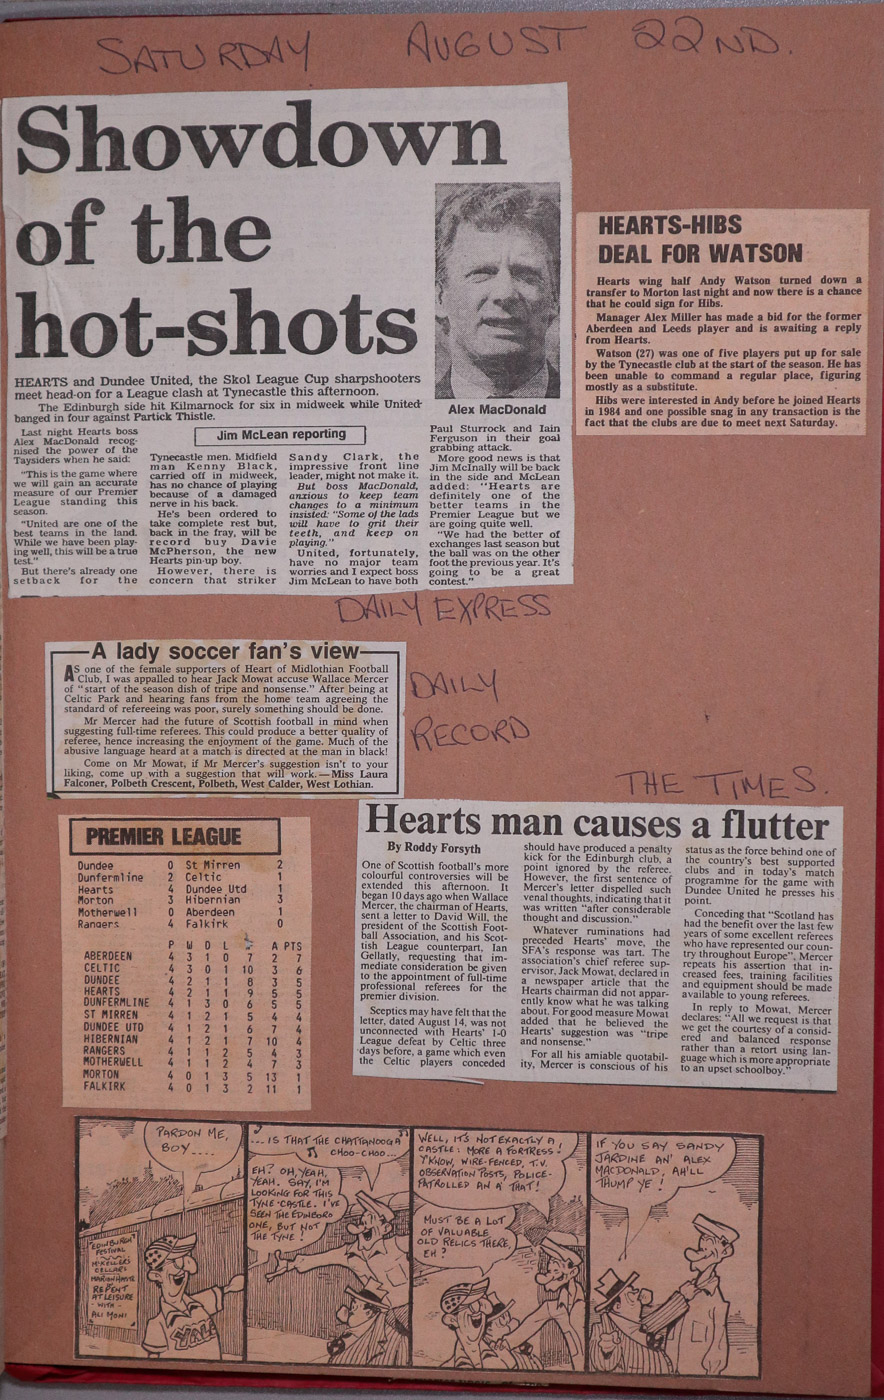 SATURDAY AUGUST 22ND.
Showdown
of the
hot-shots
HEARTS and Dundee United, the Skol League Cup sharpshooters
meet head-on for a League clash at Tynecastle this afternoon.
The Edinburgh side hit Kilmarnock for six in midweek while United
banged in four against Partick Thistle.
Alex MacDonald
Jim McLean reporting
Last night Hearts boss
Alex MacDonald recog-
nised the power of the
Taysiders when he said:
"This is the game where
we will gain an accurate
measure of our Premier
League standing this
season.
"United are one of the
best teams in the land.
While we have been play-
ing well, this will be a true
test."
But there's already one
setback for the
Tynecastle men. Midfield
man Kenny Black,
carried off in midweek,
has no chance of playing
because of a damaged
nerve in his back.
He's been ordered to
take complete rest but,
back in the fray, will be
record buy Davie
McPherson, the new
Hearts pin-up boy.
However, there is
concern that striker
Sandy Clark, the
impressive front line
leader, might not make it.
But boss MacDonald,
anxious to keep team
changes to a minimum
insisted: "Some of the lads
will have to grit their
teeth, and keep on
playing."
United, fortunately,
have no major team
worries and I expect boss
Jim McLean to have both
Paul Sturrock and Iain
Ferguson in their goal
grabbing attack.
More good news is that
Jim McInally will be back
in the side and McLean
added: "Hearts are
definitely one of the
better teams in the
Premier League but we
are going quite well.
"We had the better of
exchanges last season but
the ball was on the other
foot the previous year. It's
going to be a great
contest."
HEARTS-HIBS
DEAL FOR WATSON
Hearts wing half Andy Watson turned down a
transfer to Morton last night and now there is a chance
that he could sign for Hibs.
Manager Alex Miller has made a bid for the former
Aberdeen and Leeds player and is awaiting a reply
from Hearts.
Watson (27) was one of five players put up for sale
by the Tynecastle club at the start of the season. He has
been unable to command a regular place, figuring
mostly as a substitute.
Hibs were interested in Andy before he joined Hearts
in 1984 and one possible snag in any transaction is the
fact that the clubs are due to meet next Saturday.
DAILY EXPRESS
A lady soccer fan's view
AS one of the female supporters of Heart of Midlothian Football
Club, I was appalled to hear Jack Mowat accuse Wallace Mercer
of "start of the season dish of tripe and nonsense." After being at
Celtic Park and hearing fans from the home team agreeing the
standard of refereeing was poor, surely something should be done.
Mr Mercer had the future of Scottish football in mind when
suggesting full-time referees. This could produce a better quality of
referee, hence increasing the enjoyment of the game. Much of the
abusive language heard at a match is directed at the man in black!
Come on Mr Mowat, if Mr Mercer's suggestion isn't to your
liking, come up with a suggestion that will work.—Miss Laura
Falconer, Polbeth Crescent, Polbeth, West Calder, West Lothian.
DAILY
RECORD
THE TIMES.
PREMIER LEAGUE
Dundee 0 St Mirren 2
Dunfermline 2 Celtic 1
Hearts 4 Dundee Utd 1
Morton 3 Hibernian 3
Motherwell 0 Aberdeen 1
Rangers 4 Falkirk 0
P W D L F A PTS
ABERDEEN 4 3 1 0 7 2 7
CELTIC 4 3 0 1 10 3 6
DUNDEE 4 2 1 1 8 3 5
HEARTS 4 2 1 1 9 5 5
DUNFERMLINE 4 1 3 0 6 5 5
ST MIRREN 4 1 2 1 5 4 4
DUNDEE UTD 4 1 2 1 6 7 4
HIBERNIAN 4 1 2 1 7 10 4
RANGERS 4 1 1 2 5 4 3
MOTHERWELL 4 1 1 2 4 7 3
MORTON 4 0 1 3 5 13 1
FALKIRK 4 0 1 3 2 11 1
Hearts man causes a flutter
By Roddy Forsyth
One of Scottish football's more
colourful controversies will be
extended this afternoon. It
began 10 days ago when Wallace
Mercer, the chairman of Hearts,
sent a letter to David Will, the
president of the Scottish Foot-
ball Association, and his Scot-
tish League counterpart, Ian
Gellatly, requesting that im-
mediate consideration be given
to the appointment of full-time
professional referees for the
premier division.
Sceptics may have felt that the
letter, dated August 14, was not
unconnected with Hearts' 1-0
League defeat by Celtic three
days before, a game which even
the Celtic players conceded
should have produced a penalty
kick for the Edinburgh club, a
point ignored by the referee.
However, the first sentence of
Mercer's letter dispelled such
venal thoughts, indicating that it
was written "after considerable
thought and discussion."
Whatever ruminations had
preceded Hearts' move, the
SFA's response was tart. The
association's chief referee sup-
ervisor, Jack Mowat, declared in
a newspaper article that the
Hearts chairman did not appar-
ently know what he was talking
about. For good measure Mowat
added that he believed the
Hearts' suggestion was "tripe
and nonsense."
For all his amiable quotabil-
ity, Mercer is conscious of his
status as the force behind one of
the country's best supported
clubs and in today's match
programme for the game with
Dundee United he presses his
point.
Conceding that "Scotland has
had the benefit over the last few
years of some excellent referees
who have represented our coun-
try throughout Europe", Mercer
repeats his assertion that in-
creased fees, training facilities
and equipment should be made
available to young referees.
In reply to Mowat, Mercer
declares: "All we request is that
we get the courtesy of a consid-
ered and balanced response
rather than a retort using lan-
guage which is more appropriate
to an upset schoolboy."
PARDON ME,
BOY....
EDINBURGH
FESTIVAL
McKELLER'S
CELLARS
REPENT
AT LEISURE
- WITH -
ALI MONI
YALE
... IS THAT THE CHATTANOOGA
CHOO-CHOO...
EH? OH, YEAH,
YEAH. SAY, I'M
LOOKING FOR THIS
TYNE-CASTLE. I'VE
SEEN THE EDINBORO
ONE, BUT NOT
THE TYNE!
WELL, IT'S NOT EXACTLY A
CASTLE: MORE A FORTRESS!
Y'KNOW, WIRE-FENCED, T.V.
OBSERVATION POSTS, POLICE-
PATROLLED AN A' THAT!
MUST BE A LOT
OF VALUABLE
OLD RELICS THERE,
EH?
IF YOU SAY SANDY
JARDINE AN' ALEX
MACDONALD, AH'LL
THUMP YE!